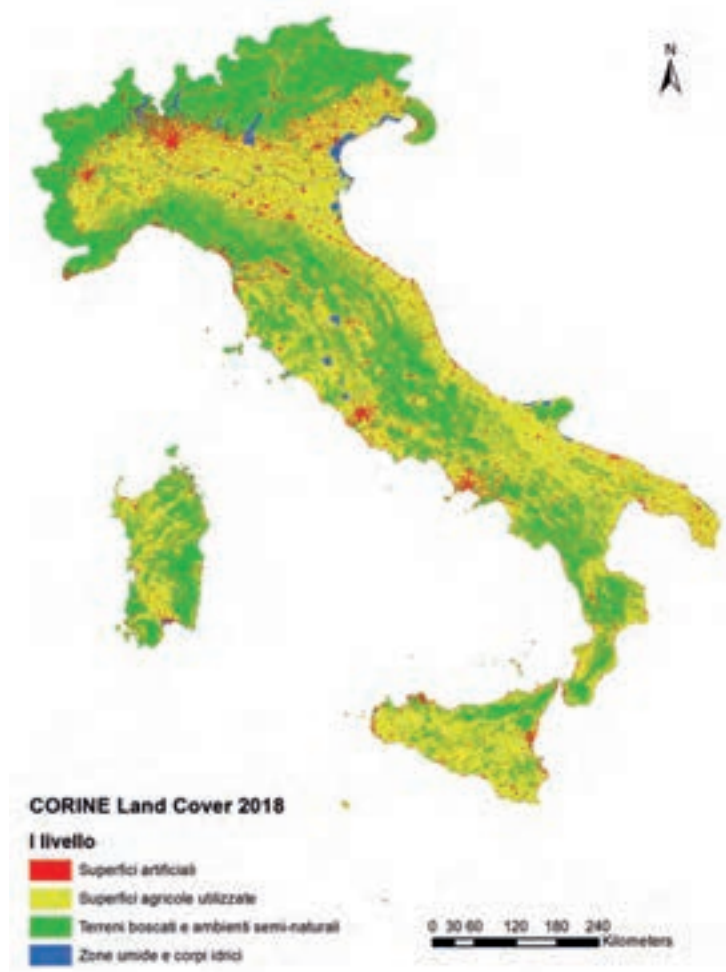 N
CORINE Land Cover 2018
I livello
Superfici artificiali
Superfici agricole utilizzate
Terreni boscati e ambienti semi-naturali
Zone umide e corpi idrici
0 30 60 120 180 240
Kilometers